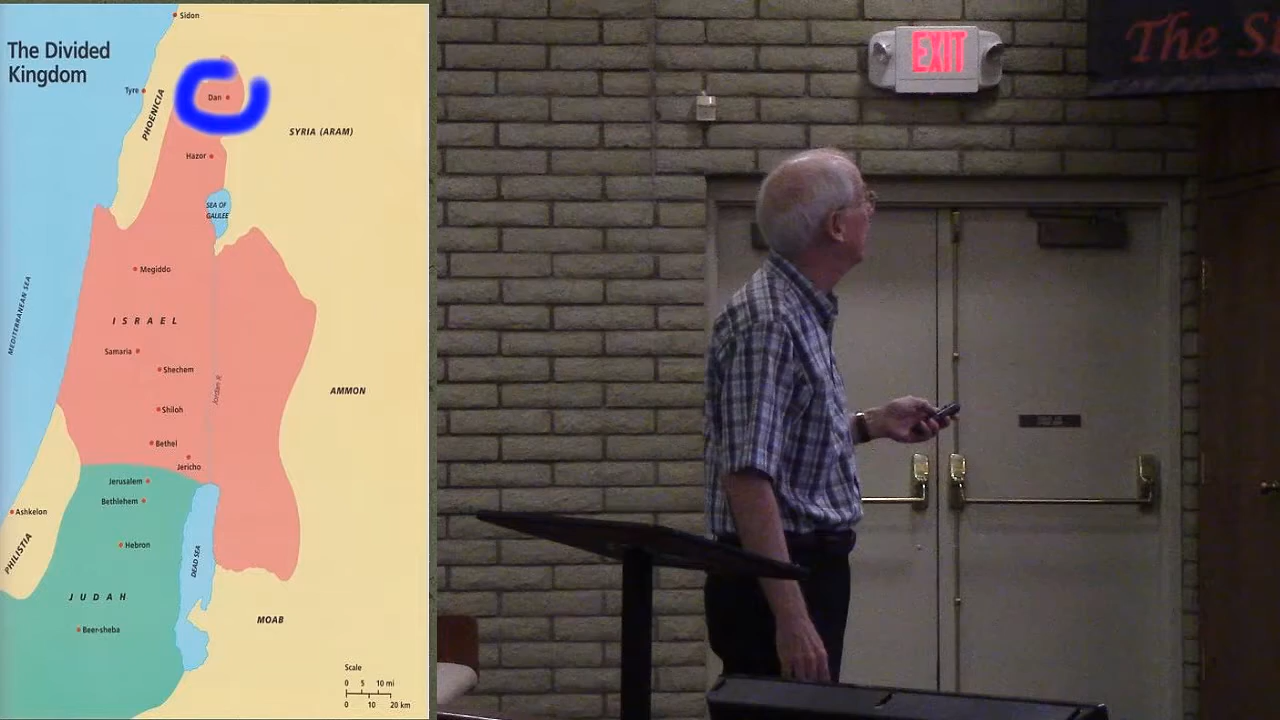 The Divided
Kingdom
Sidon
Tyre
PHOENICIA
Dan
SYRIA (ARAM)
Hazor
SEA OF
GALILEE
MEDITERRANEAN SEA
Megiddo
ISRAEL
Samaria
Shechem
Jordan R.
AMMON
Shiloh
Bethel
Jericho
Jerusalem
Bethlehem
Ashkelon
PHILISTIA
Hebron
DEAD SEA
JUDAH
MOAB
Beer-sheba
Scale
0 5 10 mi
0 10 20 km
EXIT
The S